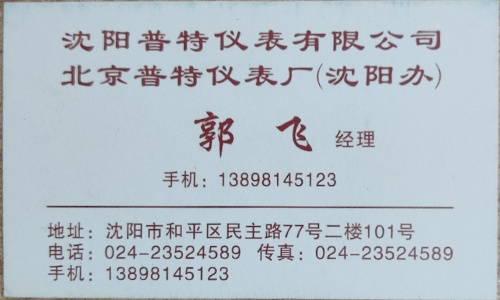 沈阳普特仪表有限公司
北京普特仪表厂(沈阳办)
郭飞 经理
手机：13898145123
地址：沈阳市和平区民主路77号二楼101号
电话：024-23524589 传真：024-23524589
手机：13898145123